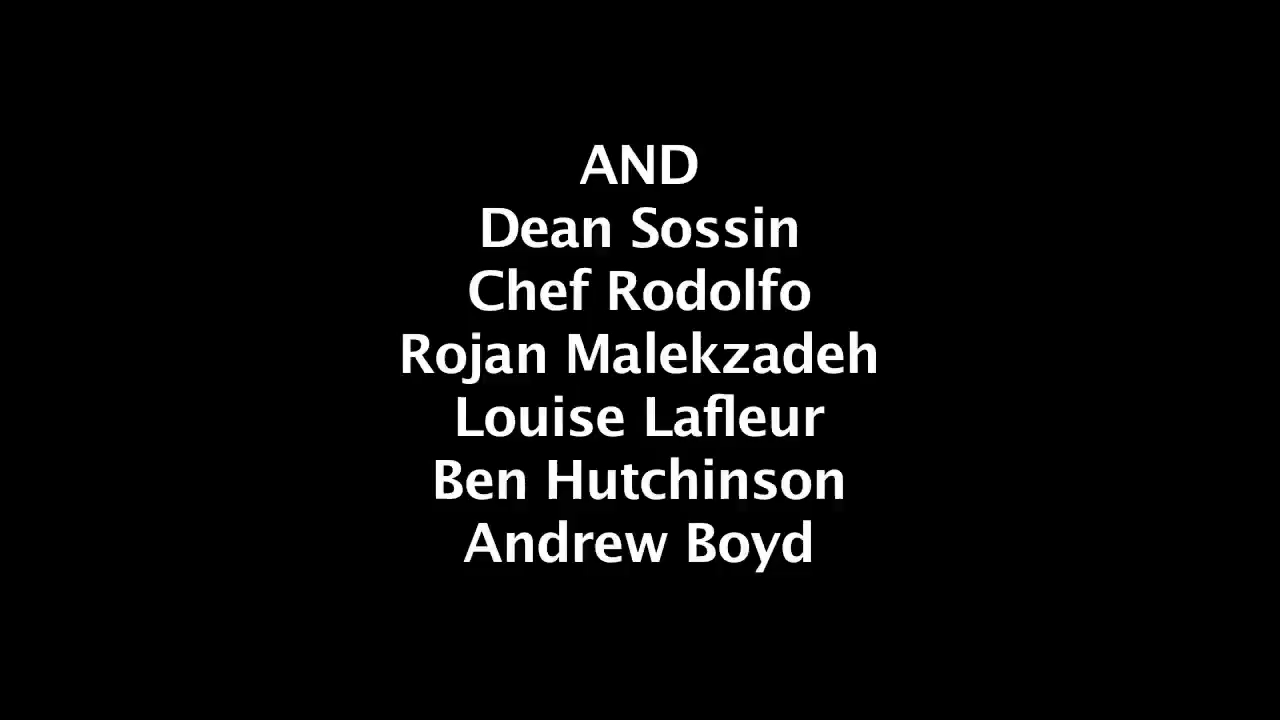 AND
Dean Sossin
Chef Rodolfo
Rojan Malekzadeh
Louise Lafleur
Ben Hutchinson
Andrew Boyd